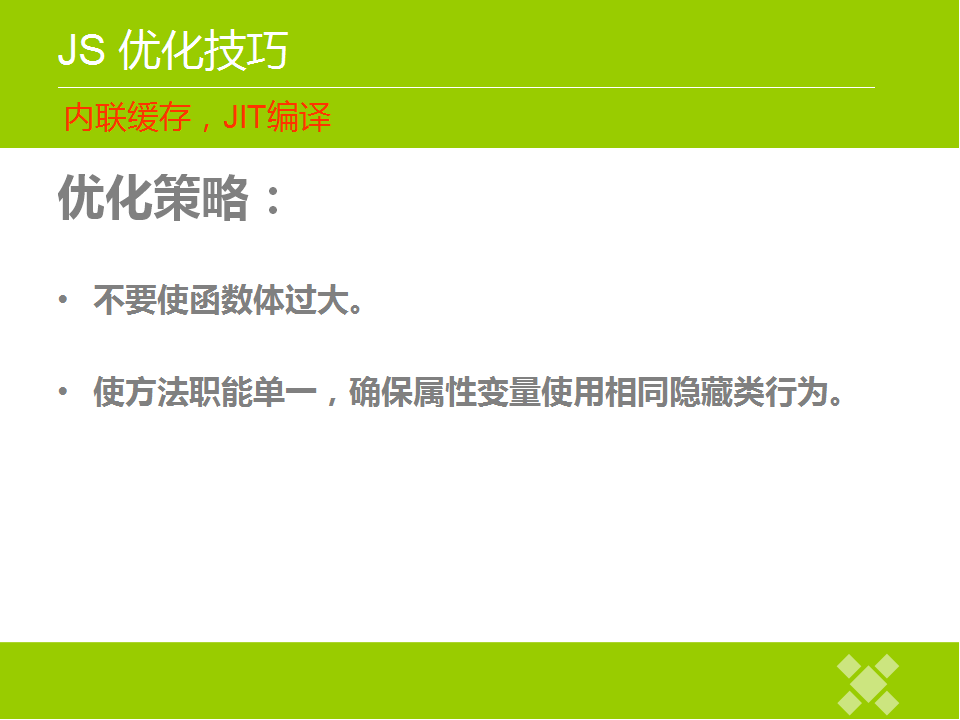 JS 优化技巧
内联缓存，JIT编译
优化策略：
• 不要使函数体过大。
• 使方法职能单一，确保属性变量使用相同隐藏类行为。